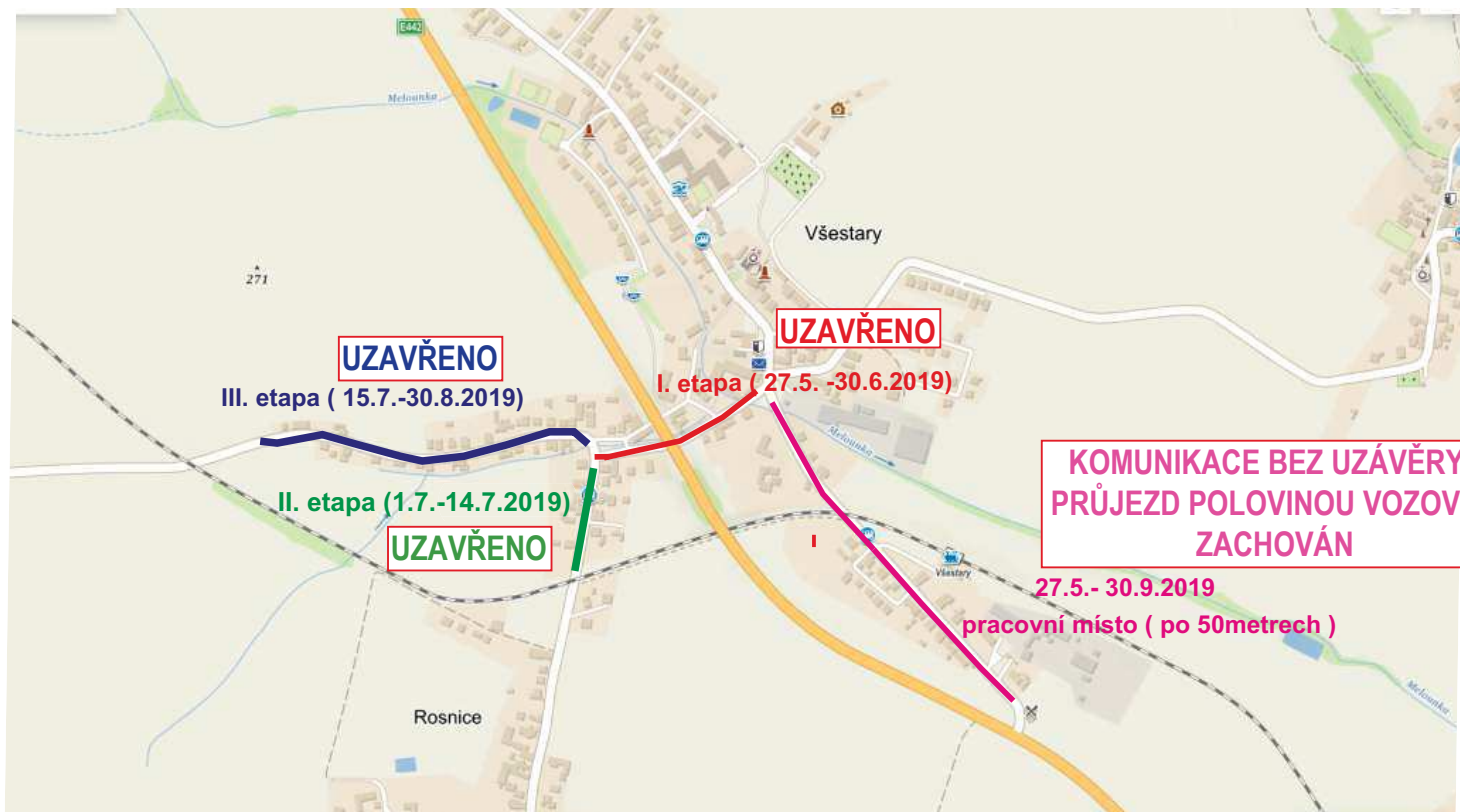 E442
Melounka
Všestary
271
UZAVŘENO
I. etapa ( 27.5. -30.6.2019)
UZAVŘENO
III. etapa ( 15.7.-30.8.2019)
Melounka
KOMUNIKACE BEZ UZÁVĚRY
PRŮJEZD POLOVINOU VOZOV
ZACHOVÁN
II. etapa (1.7.-14.7.2019)
UZAVŘENO
I
Všestary
27.5.- 30.9.2019
pracovní místo ( po 50metrech )
Melounka
Rosnice